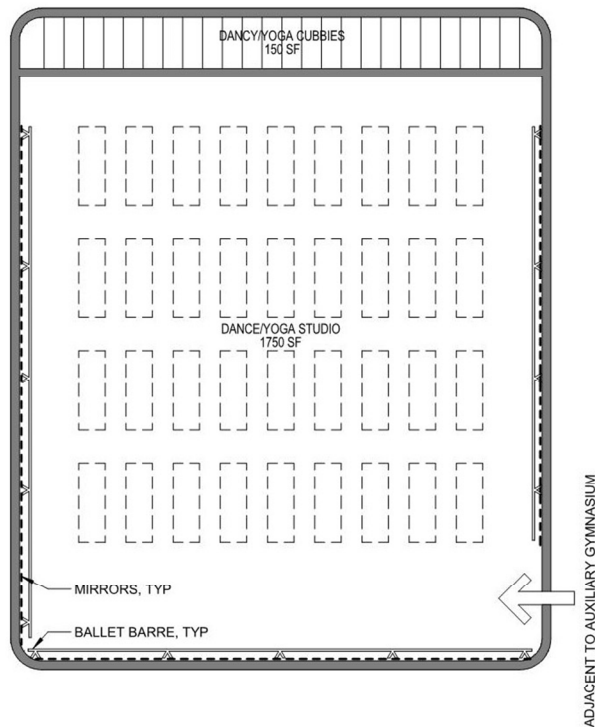 DANCY/YOGA CUBBIES
150 SF
DANCE/YOGA STUDIO
1750 SF
MIRRORS, TYP
BALLET BARRE, TYP
ADJACENT TO AUXILIARY GYMNASIUM